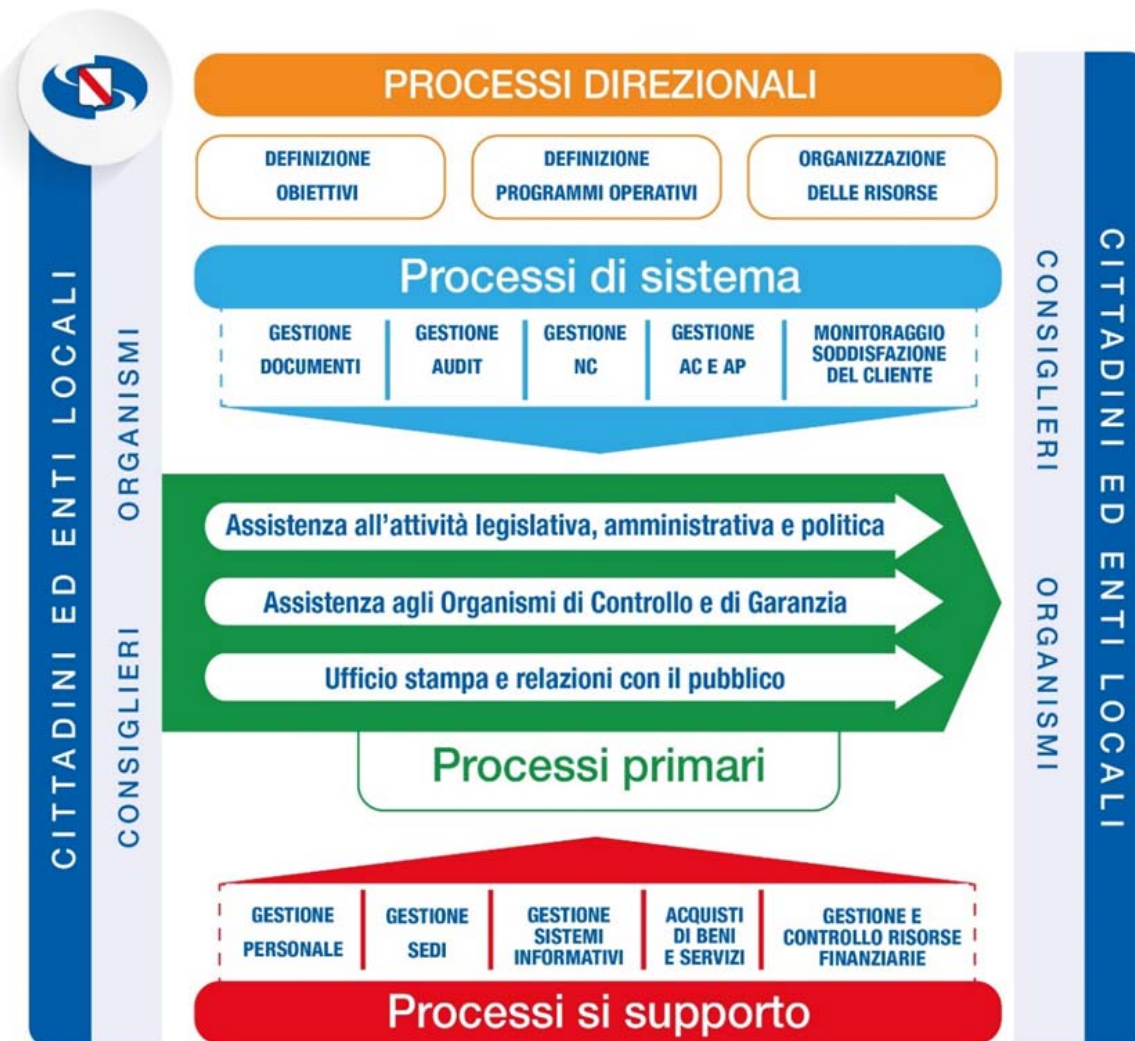 PROCESSI DIREZIONALI
DEFINIZIONE
OBIETTIVI
DEFINIZIONE
PROGRAMMI OPERATIVI
ORGANIZZAZIONE
DELLE RISORSE
Processi di sistema
GESTIONE
DOCUMENTI
GESTIONE
AUDIT
GESTIONE
NC
GESTIONE
AC E AP
MONITORAGGIO
SODDISFAZIONE
DEL CLIENTE
CITTADINI ED ENTI LOCALI
ORGANISMI
CONSIGLIERI
Assistenza all'attività legislativa, amministrativa e politica
Assistenza agli Organismi di Controllo e di Garanzia
Ufficio stampa e relazioni con il pubblico
Processi primari
CONSIGLIERI
ORGANISMI
CITTADINI ED ENTI LOCALI
GESTIONE
PERSONALE
GESTIONE
SEDI
GESTIONE
SISTEMI
INFORMATIVI
ACQUISTI
DI BENI
E SERVIZI
GESTIONE E
CONTROLLO RISORSE
FINANZIARIE
Processi si supporto